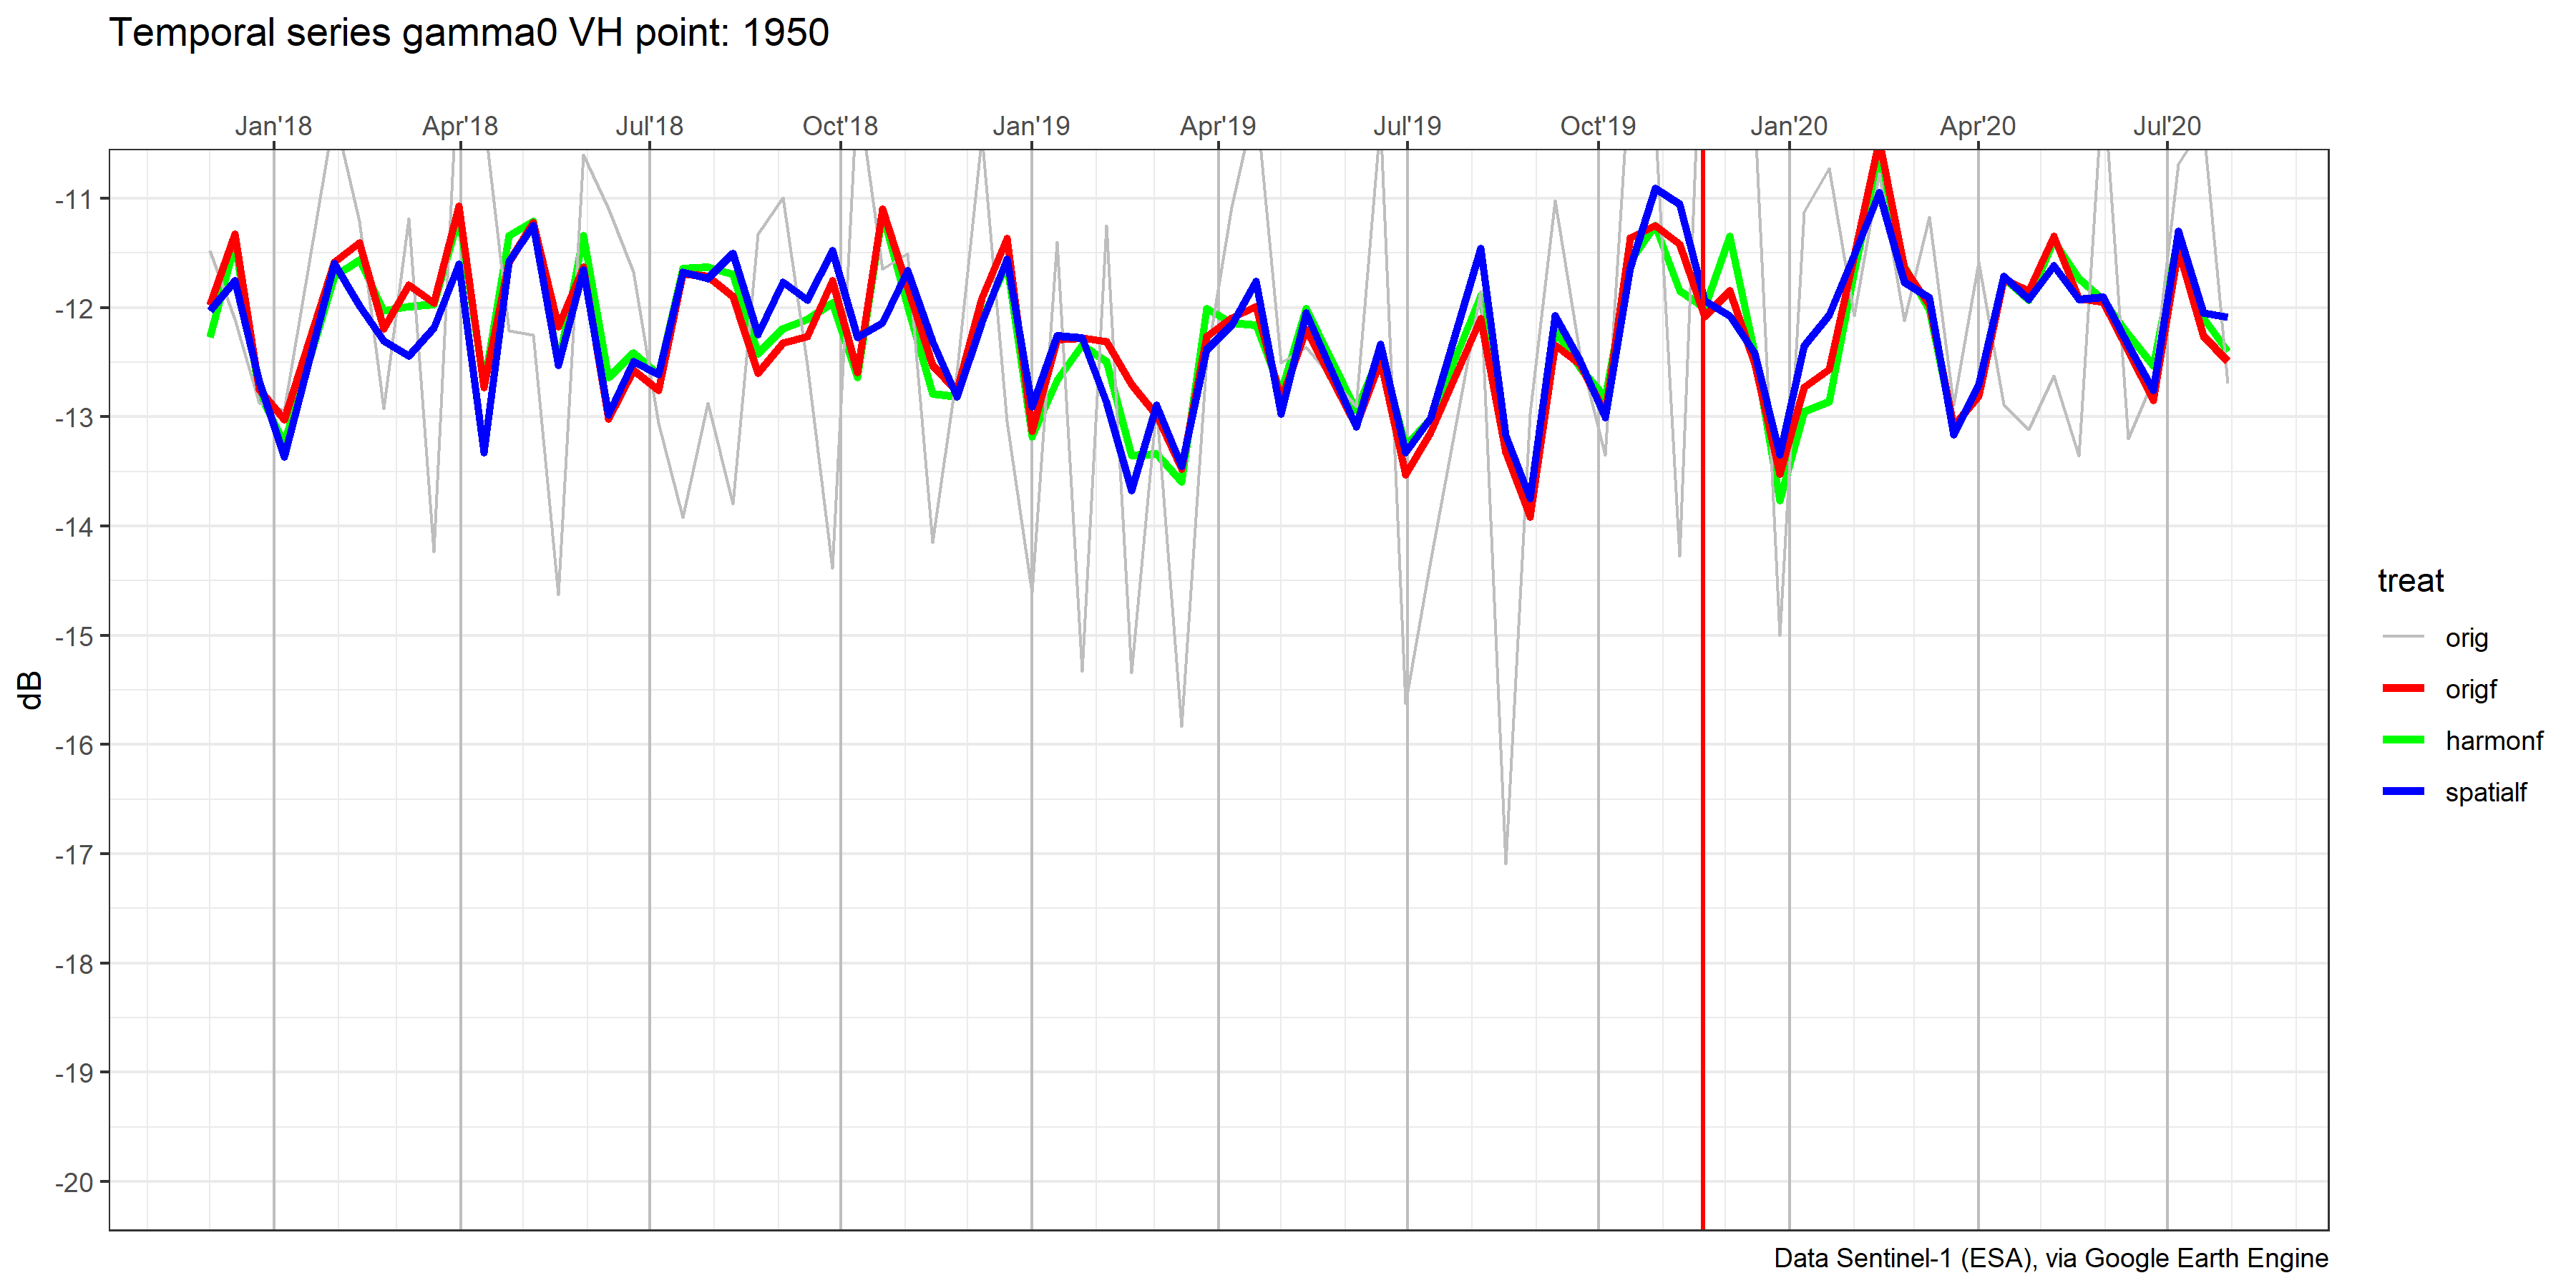 Temporal series gamma0 VH point: 1950
Jan'18 Apr'18 Jul'18 Oct'18 Jan'19 Apr'19 Jul'19 Oct'19 Jan'20 Apr'20 Jul'20
-11
-12
-13
-14
-15
-16
-17
-18
-19
-20
dB
treat
orig
origf
harmonf
spatialf
Data Sentinel-1 (ESA), via Google Earth Engine